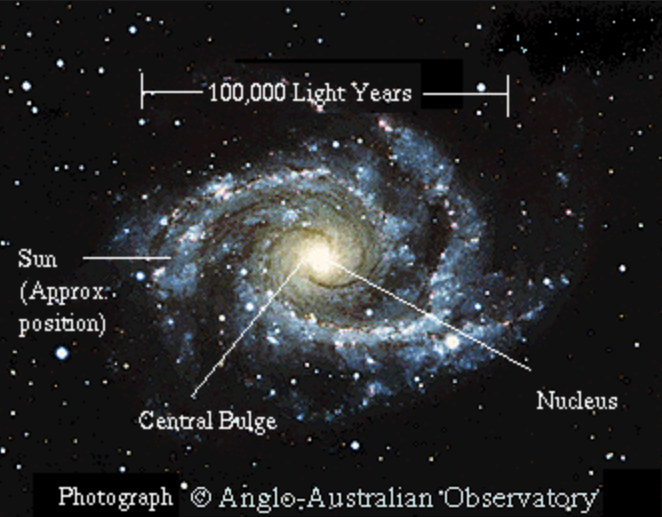 100,000 Light Years
Sun
(Approx.
position)
Nucleus
Central Bulge
Photograph © Anglo-Australian Observatory